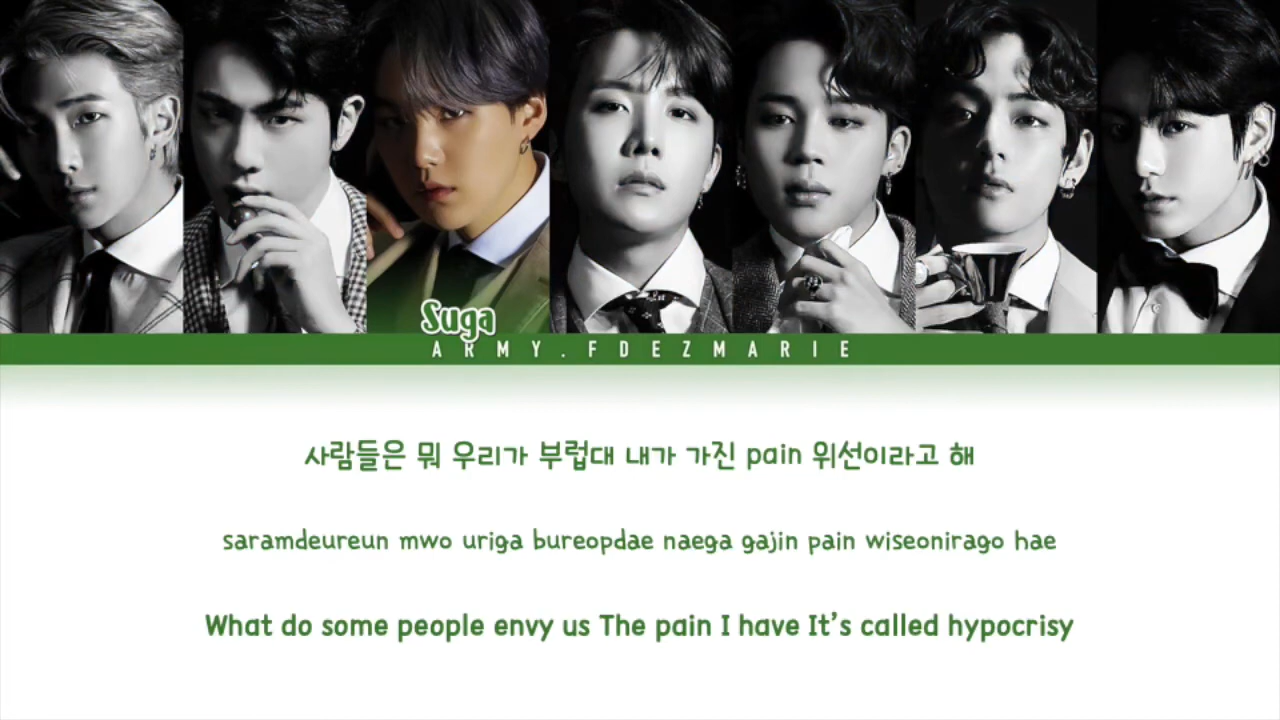 Suga
ARMY.FDEZMARIE
사람들은 뭐 우리가 부럽대 내가 가진 pain 위선이라고 해
saramdeureun mwo uriga bureopdae naega gajin pain wiseonirago hae
What do some people envy us The pain I have It’s called hypocrisy